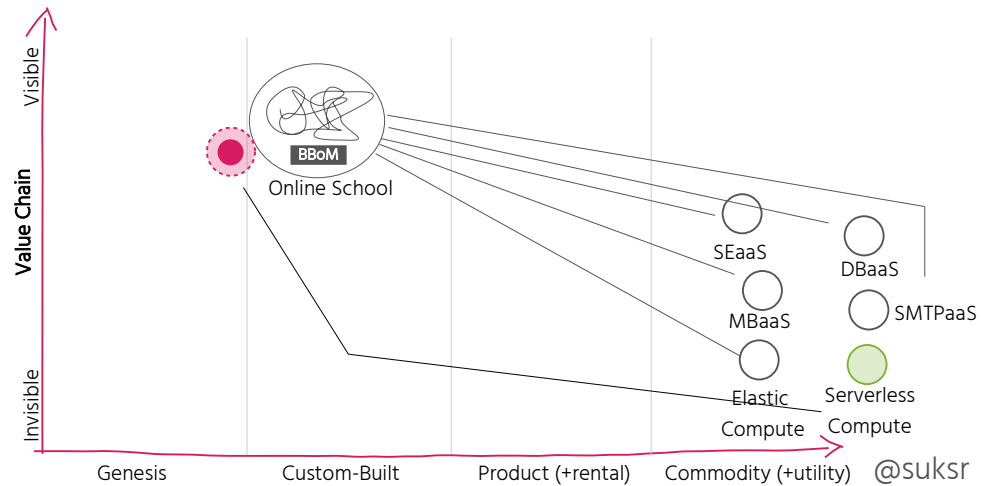 Visible
Value Chain
Invisible
BBoM
Online School
SEaaS
DBaaS
MBaaS
SMTPaaS
Elastic
Compute
Serverless
Compute
Genesis
Custom-Built
Product (+rental)
Commodity (+utility)
@suksr